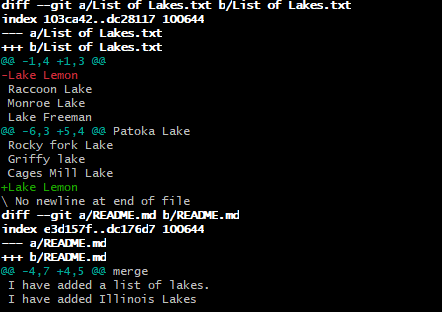 diff --git a/List of Lakes.txt b/List of Lakes.txt
index 103ca42..dc28117 100644
--- a/List of Lakes.txt
+++ b/List of Lakes.txt
@@ -1,4 +1,3 @@
-Lake Lemon
 Raccoon Lake
 Monroe Lake
 Lake Freeman
@@ -6,3 +5,4 @@ Patoka Lake
 Rocky fork Lake
 Griffy lake
 Cages Mill Lake
+Lake Lemon
\ No newline at end of file
diff --git a/README.md b/README.md
index e3d157f..dc176d7 100644
--- a/README.md
+++ b/README.md
@@ -4,7 +4,5 @@ merge
 I have added a list of lakes.
 I have added Illinois Lakes